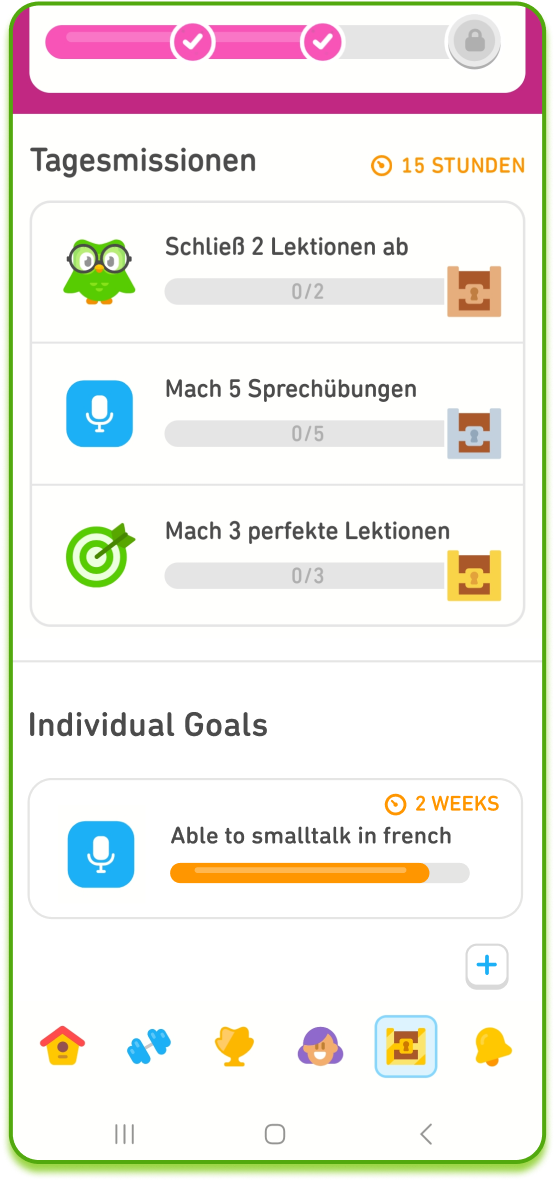 Tagesmissionen
15 STUNDEN
Schließ 2 Lektionen ab
0/2
Mach 5 Sprechübungen
0/5
Mach 3 perfekte Lektionen
0/3
Individual Goals
2 WEEKS
Able to smalltalk in french